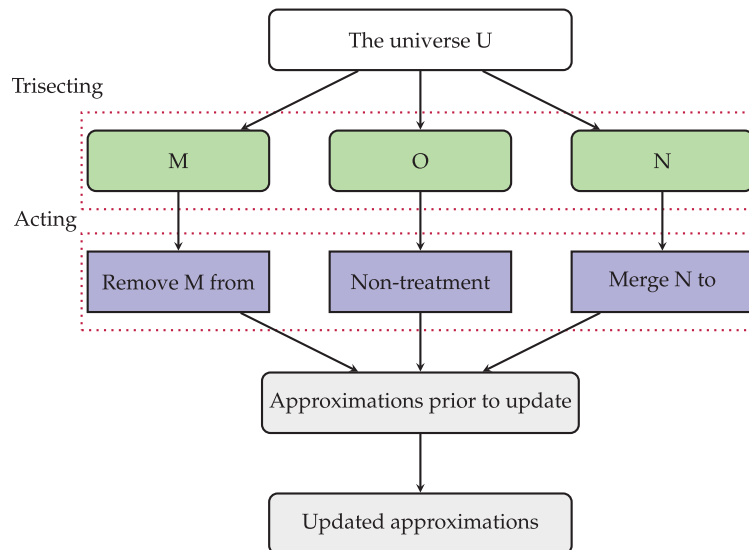 The universe U
Trisecting
M
O
N
Acting
Remove M from
Non-treatment
Merge N to
Approximations prior to update
Updated approximations